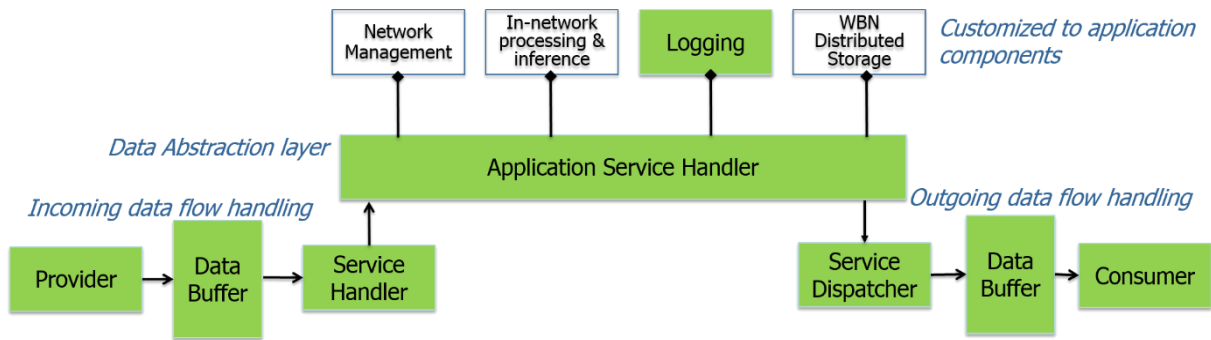 Network
Management
In-network
processing &
inference
Logging
WBN
Distributed
Storage
Customized to application
components
Data Abstraction layer
Application Service Handler
Incoming data flow handling
Outgoing data flow handling
Provider
Data
Buffer
Service
Handler
Service
Dispatcher
Data
Buffer
Consumer